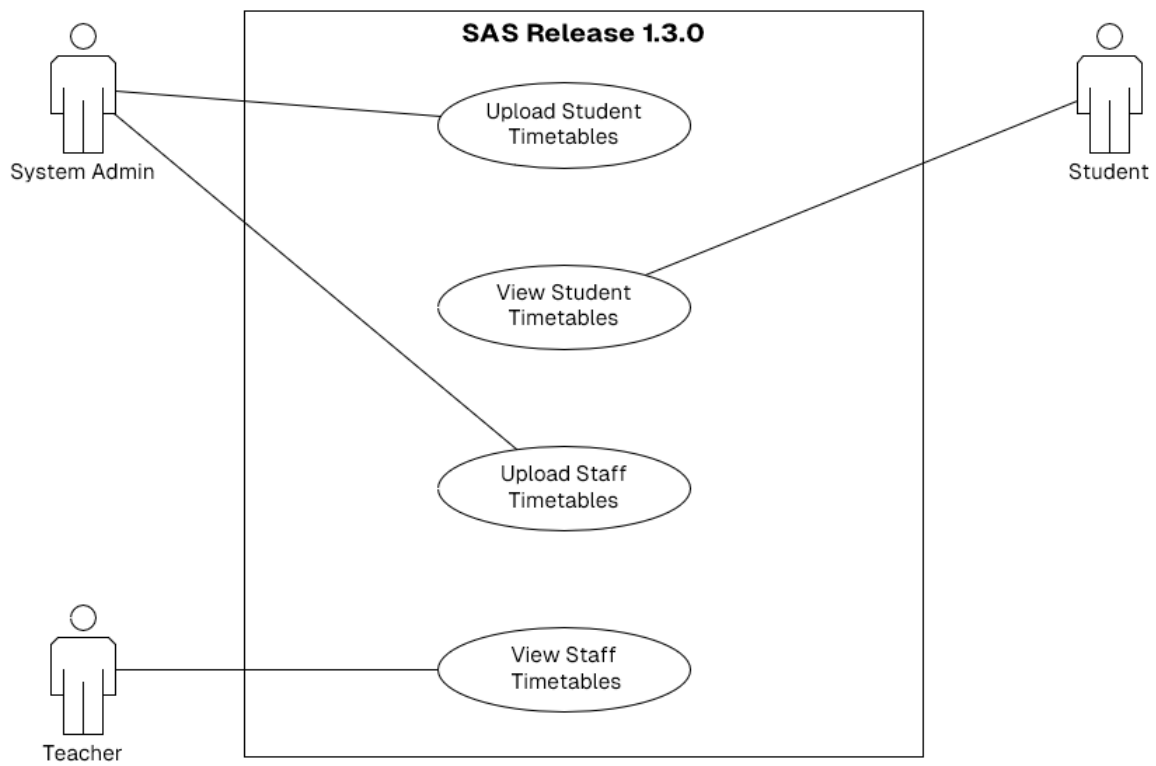 SAS Release 1.3.0
Upload Student
Timetables
System Admin
Student
View Student
Timetables
Upload Staff
Timetables
View Staff
Timetables
Teacher